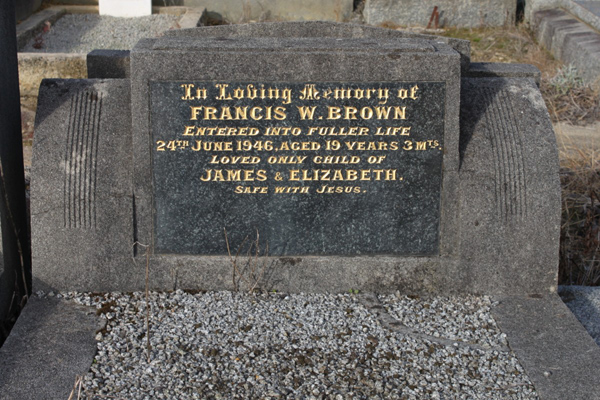 In Loving Memory of
FRANCIS W. BROWN
ENTERED INTO FULLER LIFE
24TH JUNE 1946, AGED 19 YEARS 3 MTS.
LOVED ONLY CHILD OF
JAMES & ELIZABETH.
SAFE WITH JESUS.